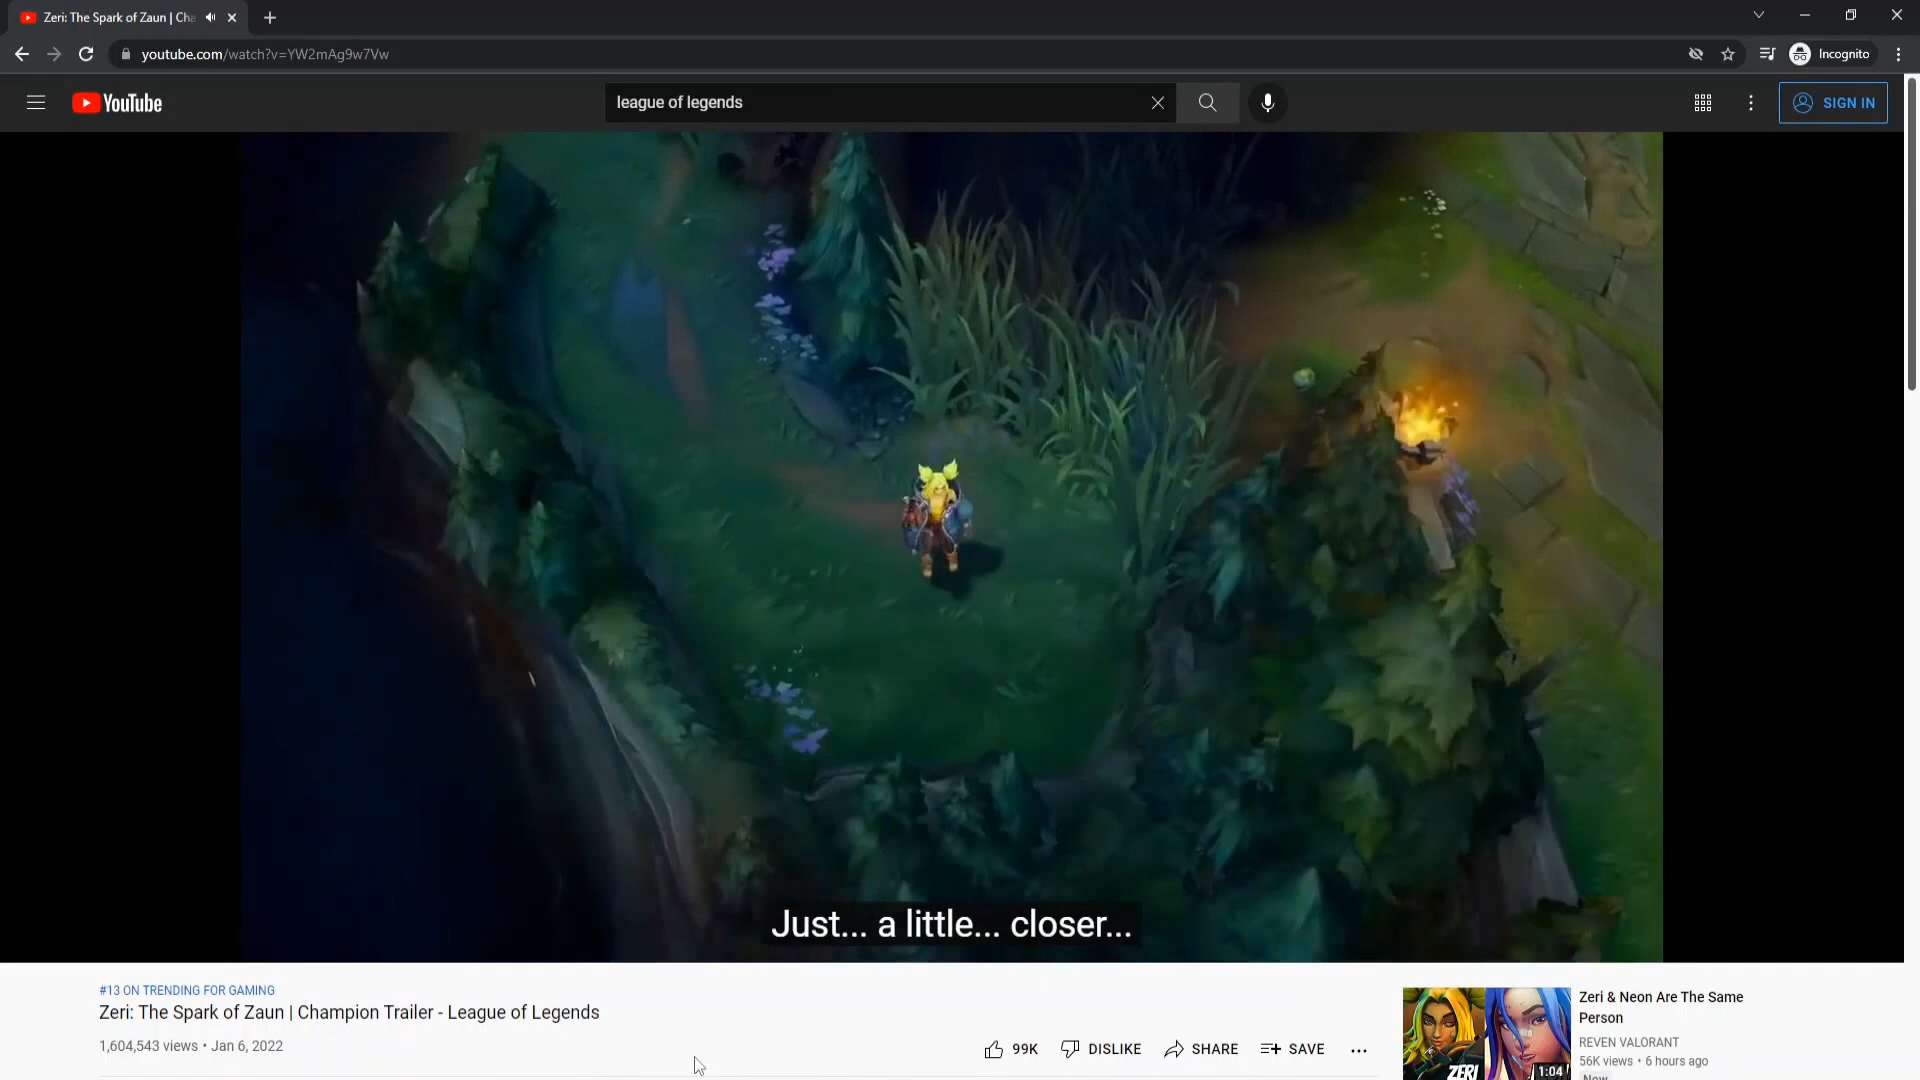 Zeri: The Spark of Zaun | Cha
youtube.com/watch?v=YW2mAg9w7Vw
Incognito
YouTube
league of legends
SIGN IN
Just... a little... closer...
#13 ON TRENDING FOR GAMING
Zeri: The Spark of Zaun | Champion Trailer - League of Legends
1,604,543 views • Jan 6, 2022
99K
DISLIKE
SHARE
SAVE
ZERI
1:04
Zeri & Neon Are The Same
Person
REVEN VALORANT
56K views • 6 hours ago
New